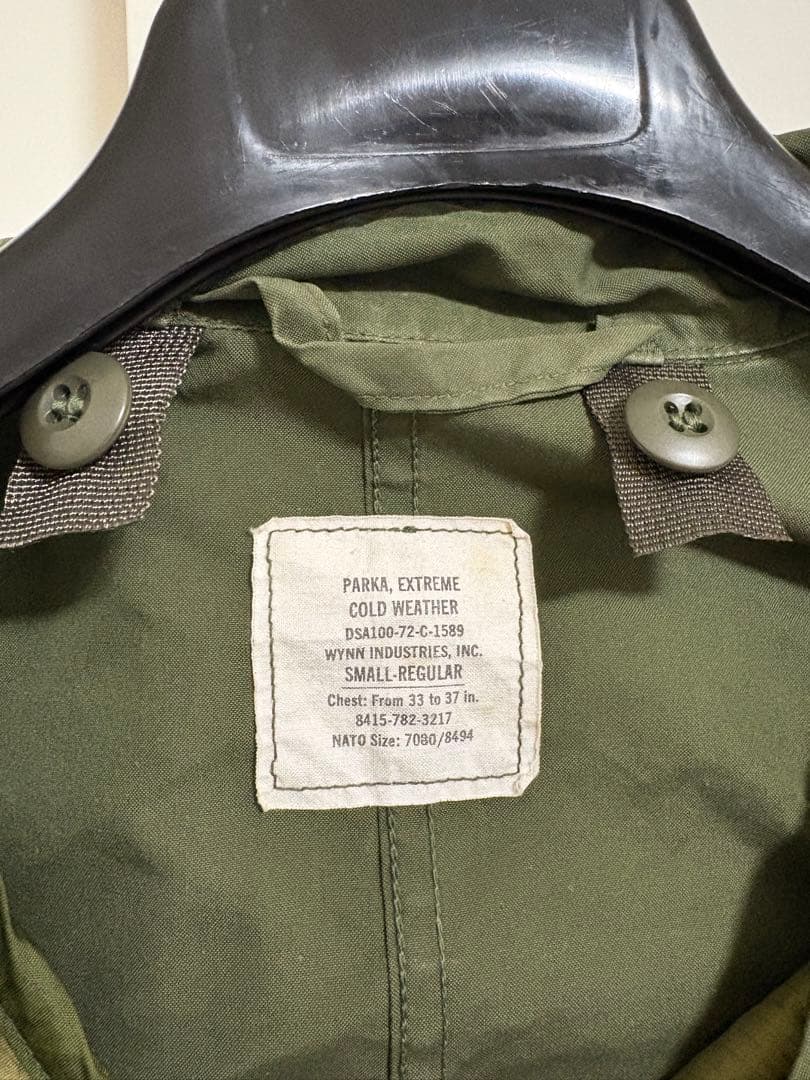 PARKA, EXTREME
COLD WEATHER
DSA100-72-C-1589
WYNN INDUSTRIES, INC.
SMALL-REGULAR
Chest: From 33 to 37 in.
8415-782-3217
NATO Size: 7080/8494